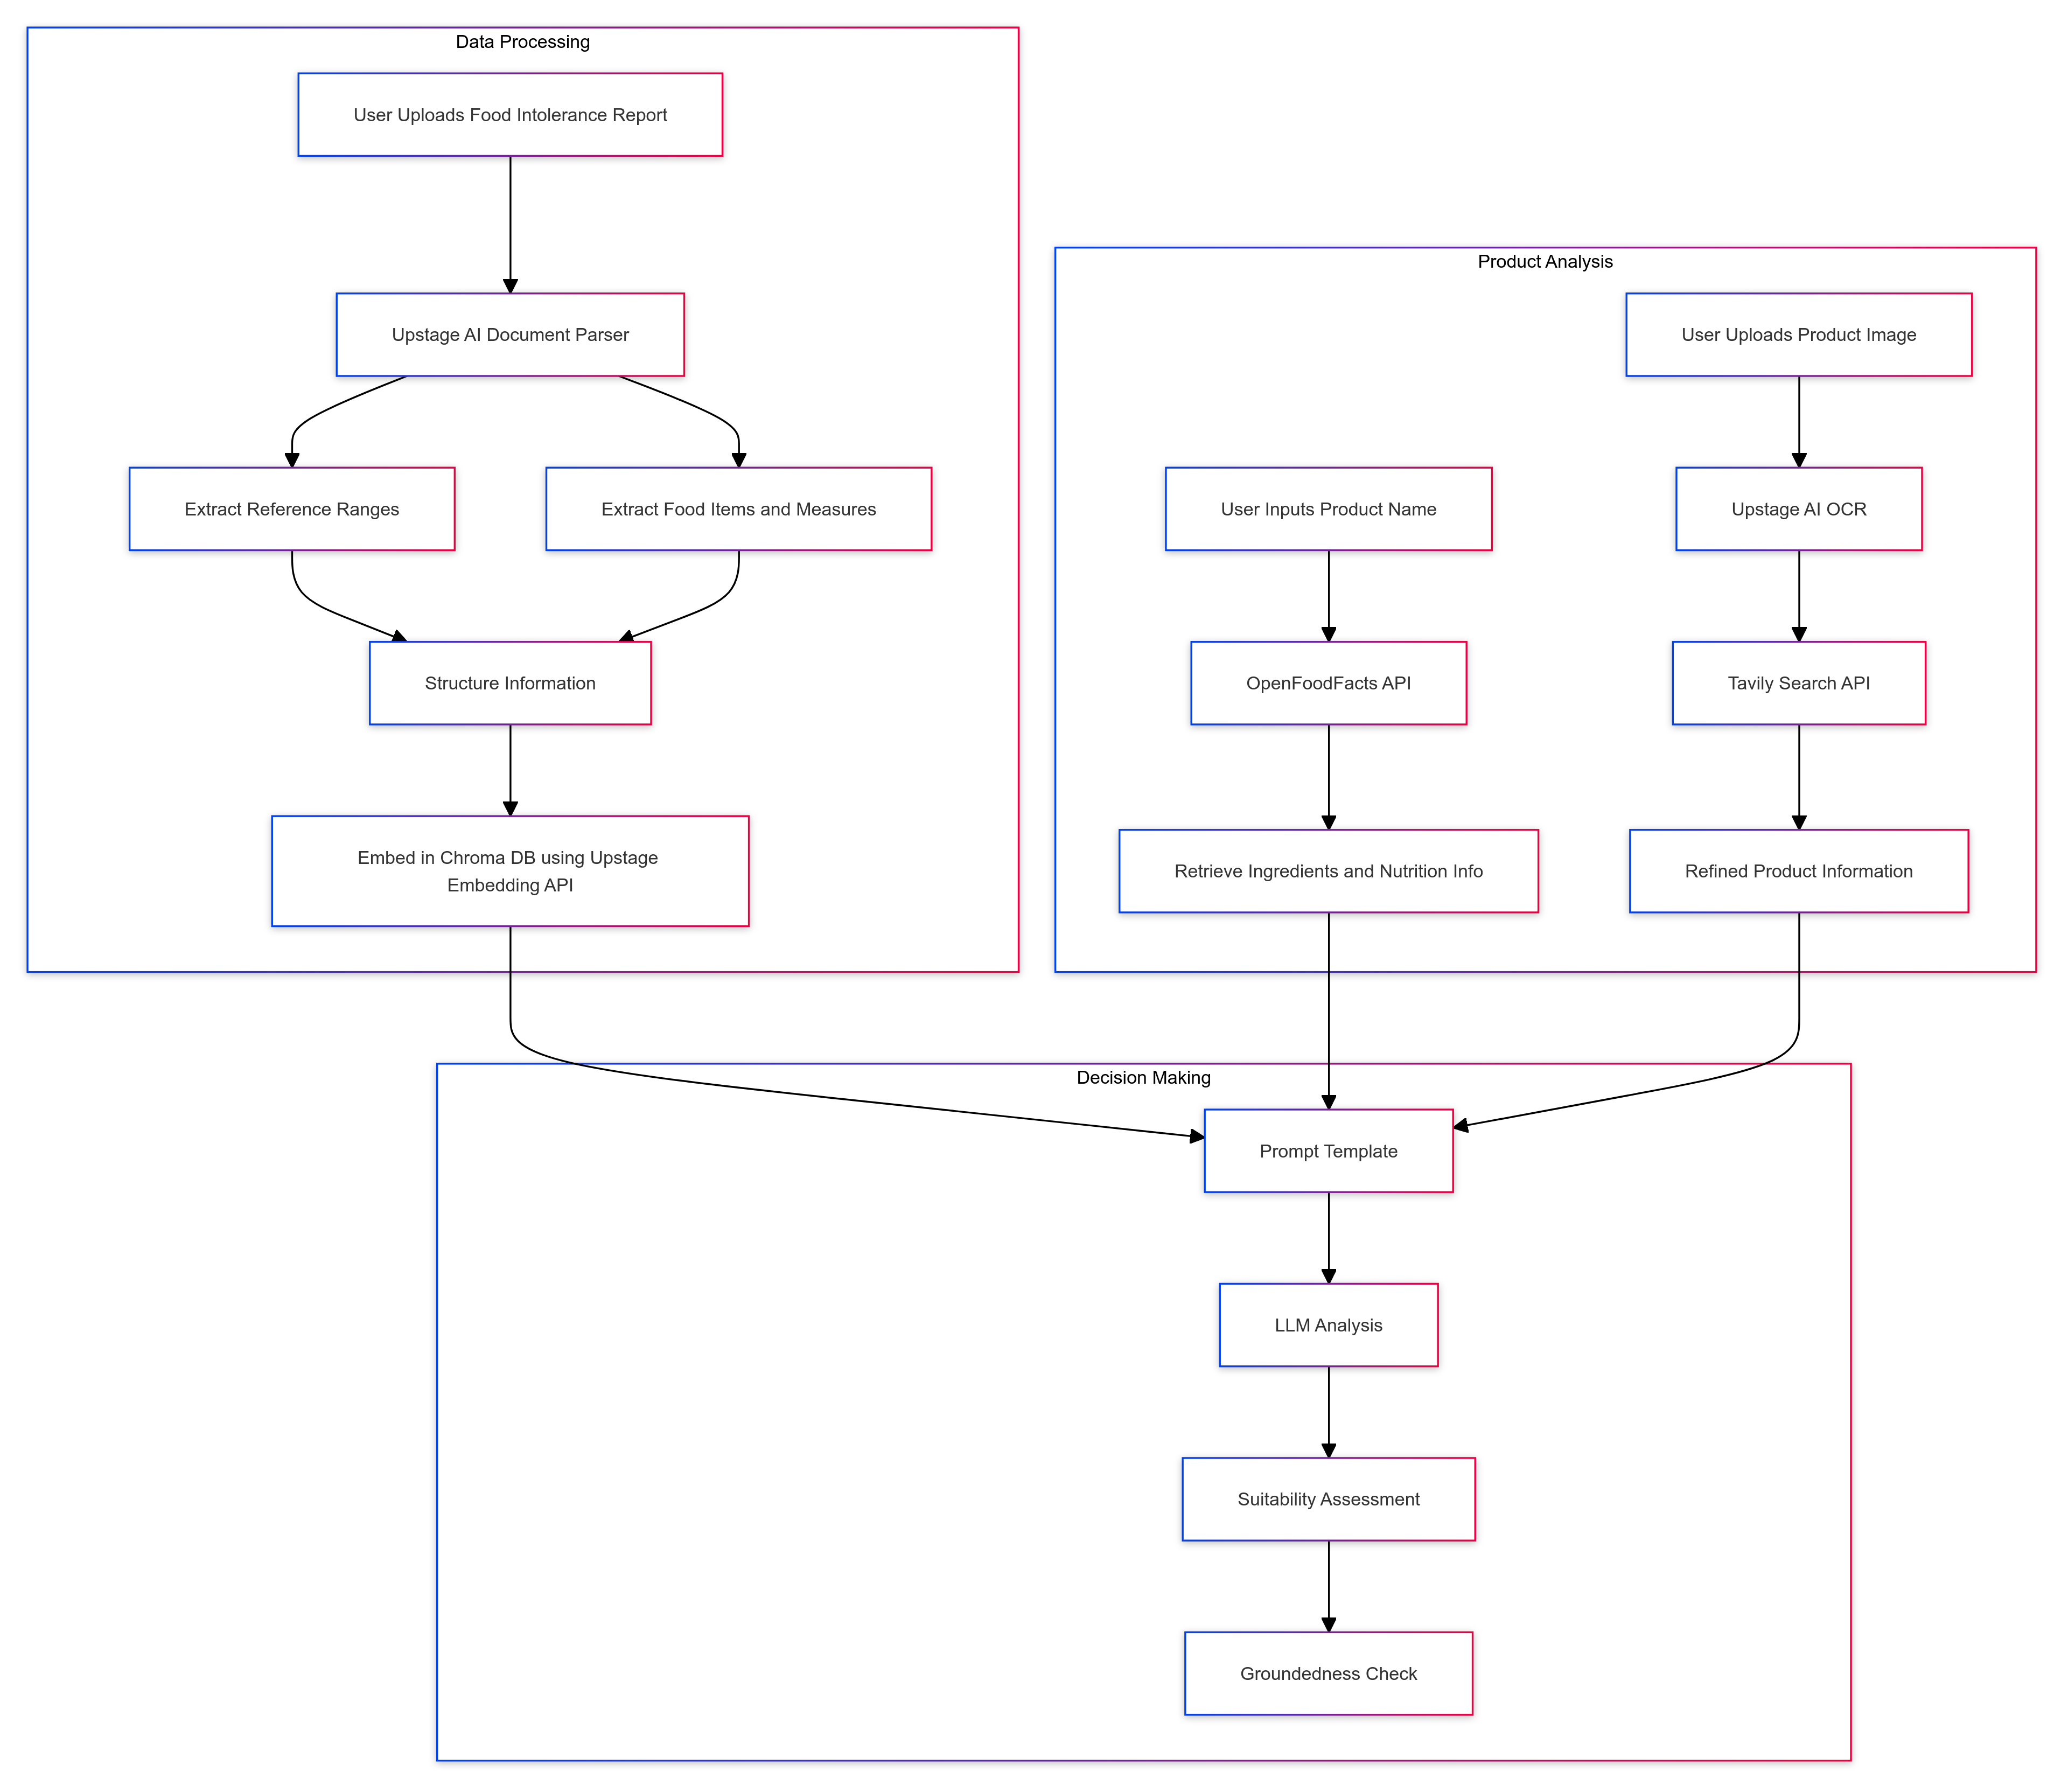 Data Processing
User Uploads Food Intolerance Report
Upstage AI Document Parser
Extract Reference Ranges
Extract Food Items and Measures
Structure Information
Embed in Chroma DB using Upstage
Embedding API
Product Analysis
User Uploads Product Image
User Inputs Product Name
Upstage AI OCR
OpenFoodFacts API
Tavily Search API
Retrieve Ingredients and Nutrition Info
Refined Product Information
Decision Making
Prompt Template
LLM Analysis
Suitability Assessment
Groundedness Check